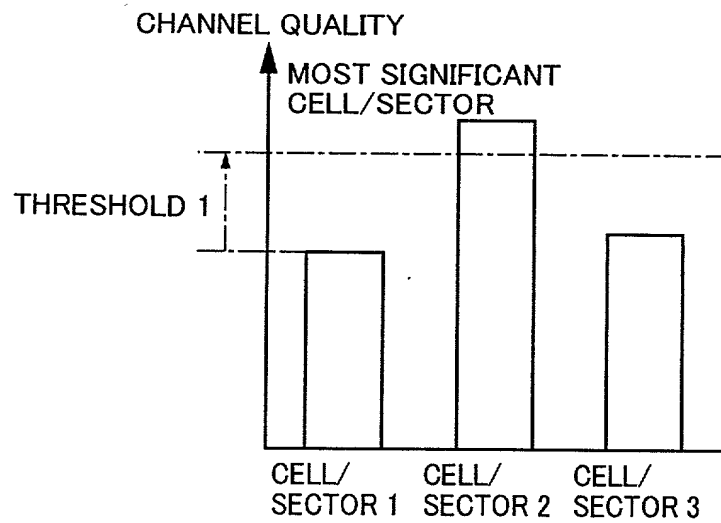 CHANNEL QUALITY
MOST SIGNIFICANT
CELL/SECTOR
THRESHOLD 1
CELL/
SECTOR 1
CELL/
SECTOR 2
CELL/
SECTOR 3